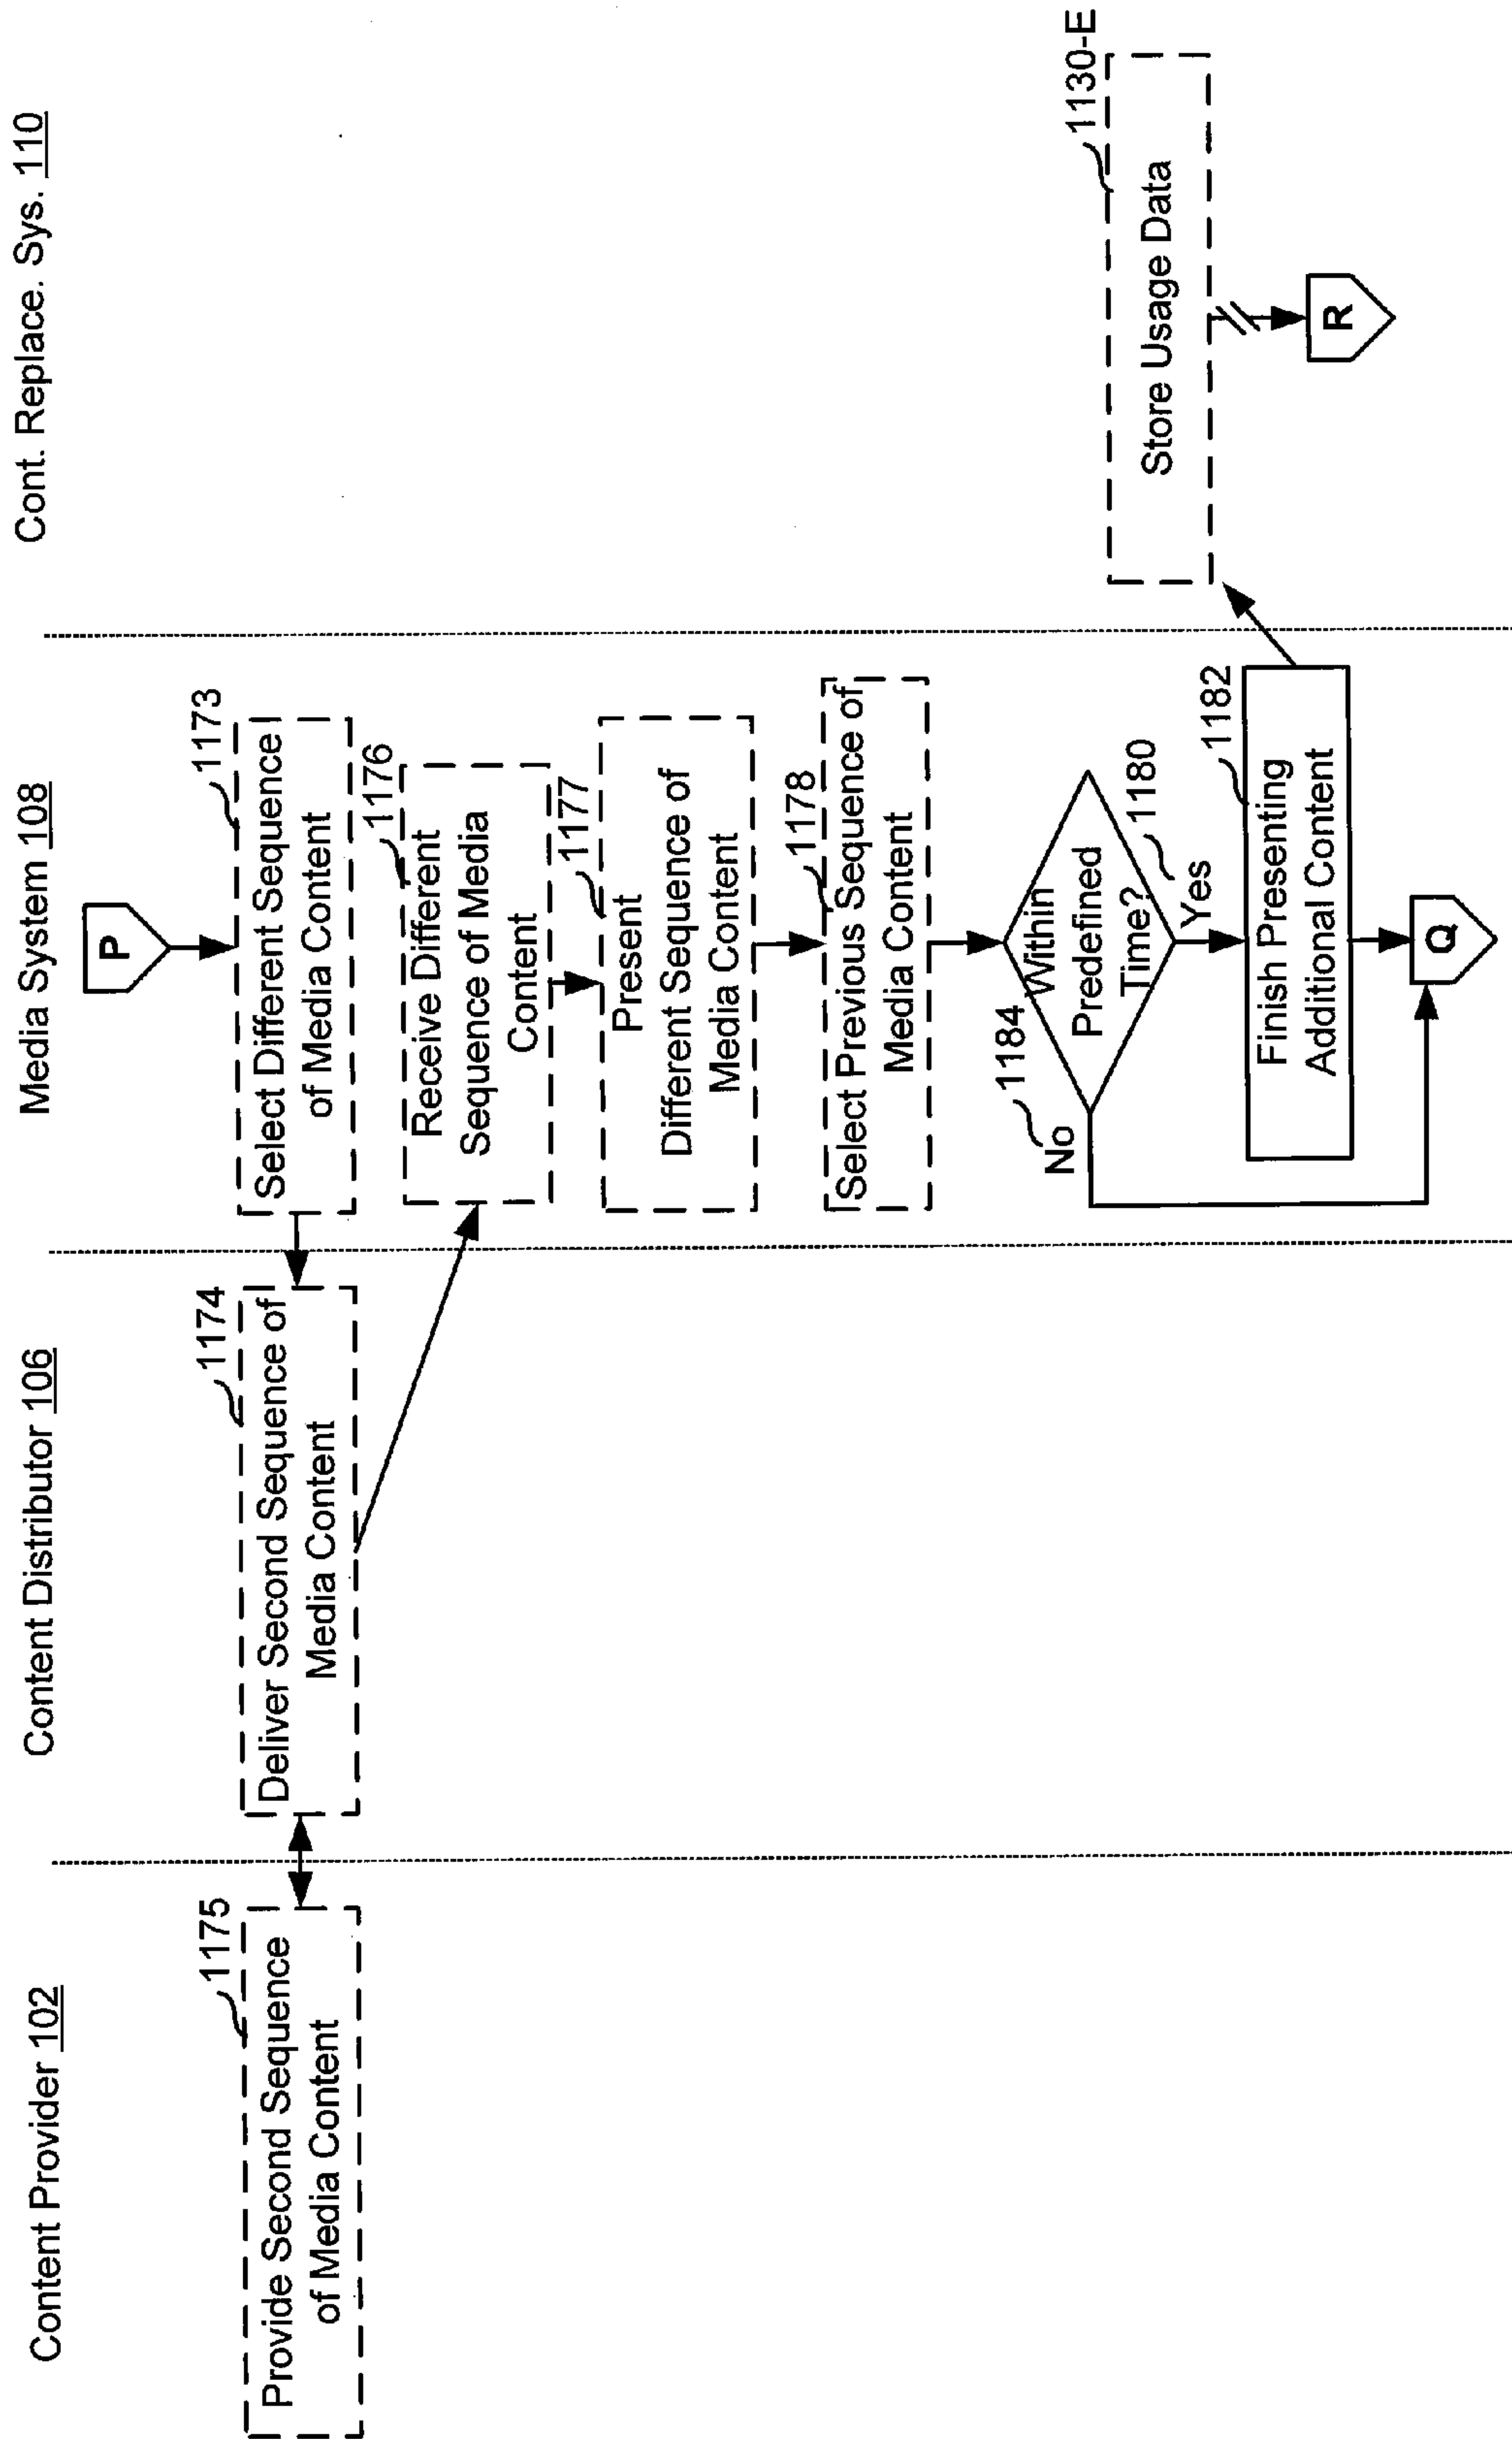 Content Provider 102
Content Distributor 106
Media System 108
Cont. Replace. Sys. 110
P
1175
Provide Second Sequence
of Media Content
1174
Deliver Second Sequence of
Media Content
1173
Select Different Sequence
of Media Content
1176
Receive Different
Sequence of Media
Content
1177
Present
Different Sequence of
Media Content
1178
Select Previous Sequence of
Media Content
1184
No
Within
Predefined
Time?
1180
Yes
1182
Finish Presenting
Additional Content
Q
1130-E
Store Usage Data
R